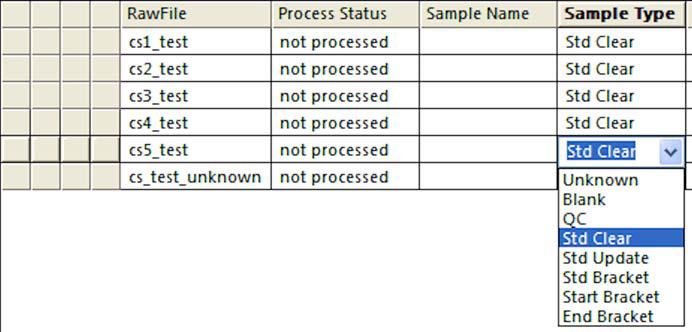 RawFile Process Status Sample Name Sample Type
cs1_test not processed Std Clear
cs2_test not processed Std Clear
cs3_test not processed Std Clear
cs4_test not processed Std Clear
cs5_test not processed Std Clear
cs_test_unknown not processed
Unknown
Blank
QC
Std Clear
Std Update
Std Bracket
Start Bracket
End Bracket